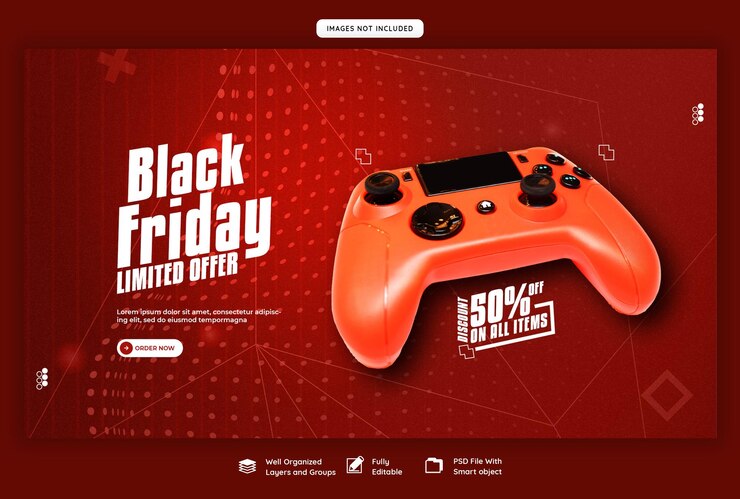 IMAGES NOT INCLUDED
Black
Friday
LIMITED OFFER
Lorem ipsum dolor sit amet, consectetur adipisc-
ing elit, sed do eiusmod tempormagna
ORDER NOW
DISCOUNT
50% OFF
ON ALL ITEMS
Well Organized
Layers and Groups
Fully
Editable
PSD File With
Smart object